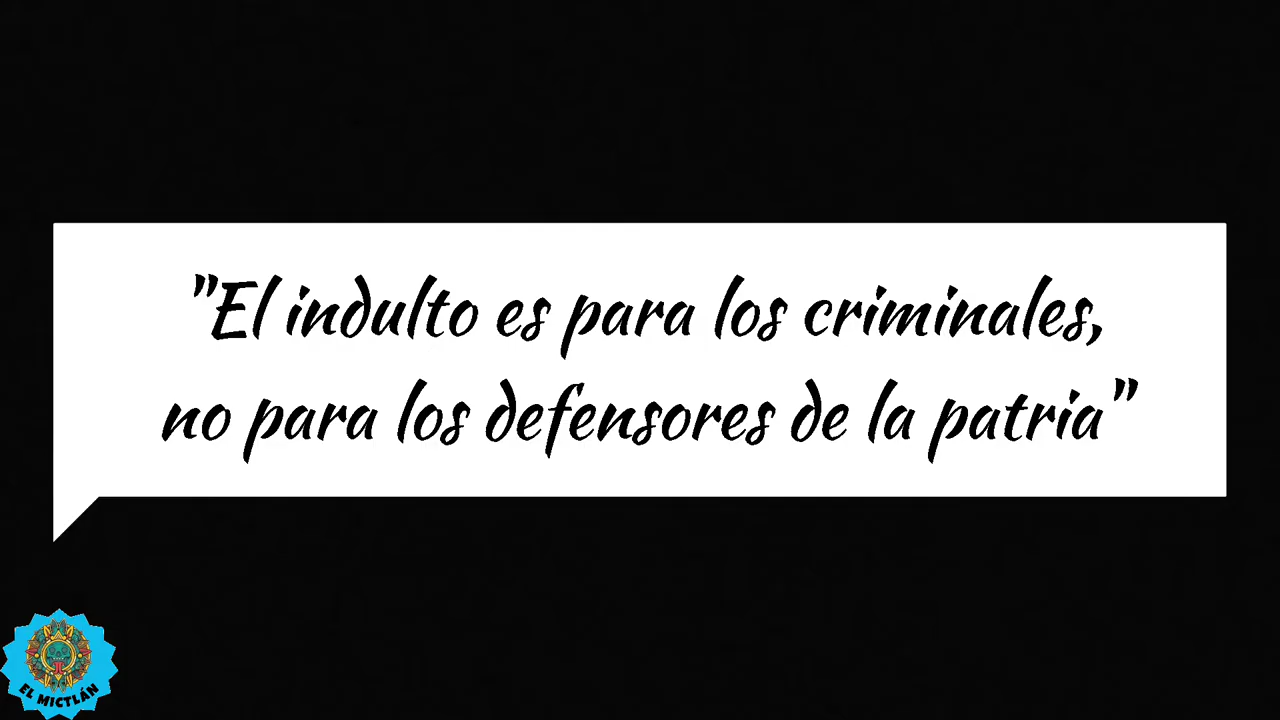 "El indulto es para los criminales,
no para los defensores de la patria"
EL MICTLÁN